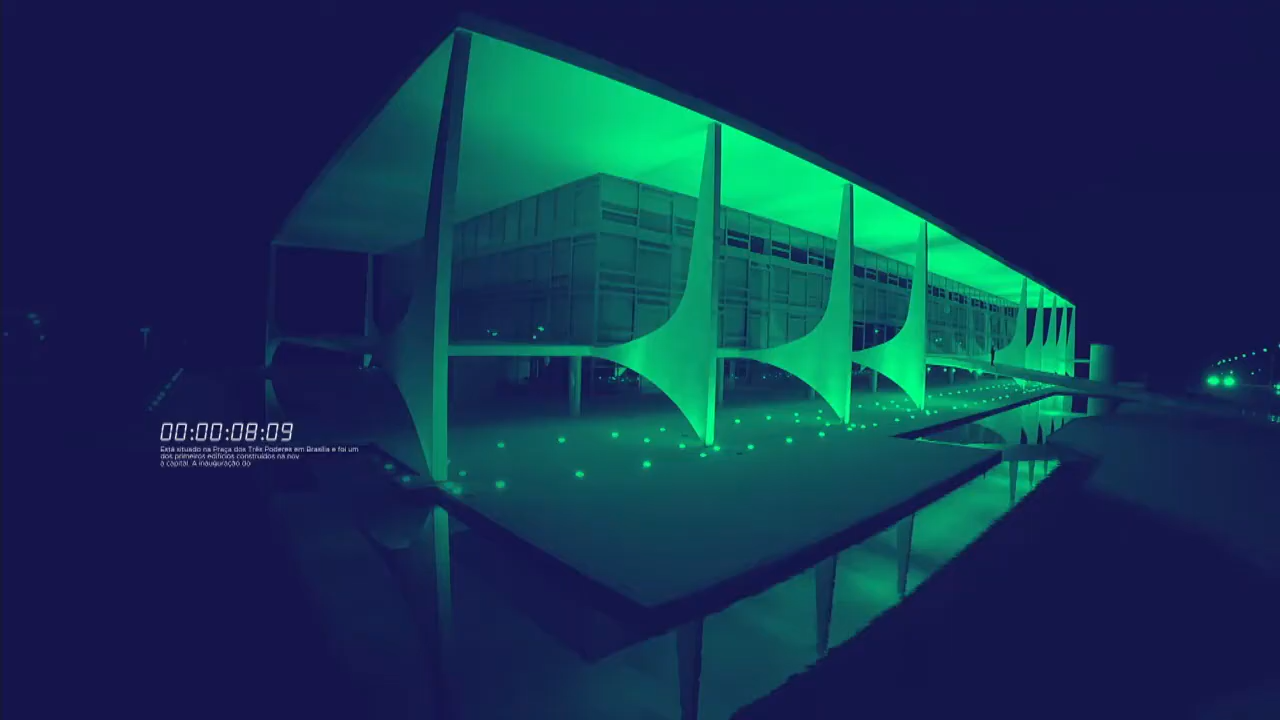 00:00:08:09
Está situado na Praça dos Três Poderes em Brasília e foi um
dos primeiros edifícios construídos na nov
a capital. A inauguração do